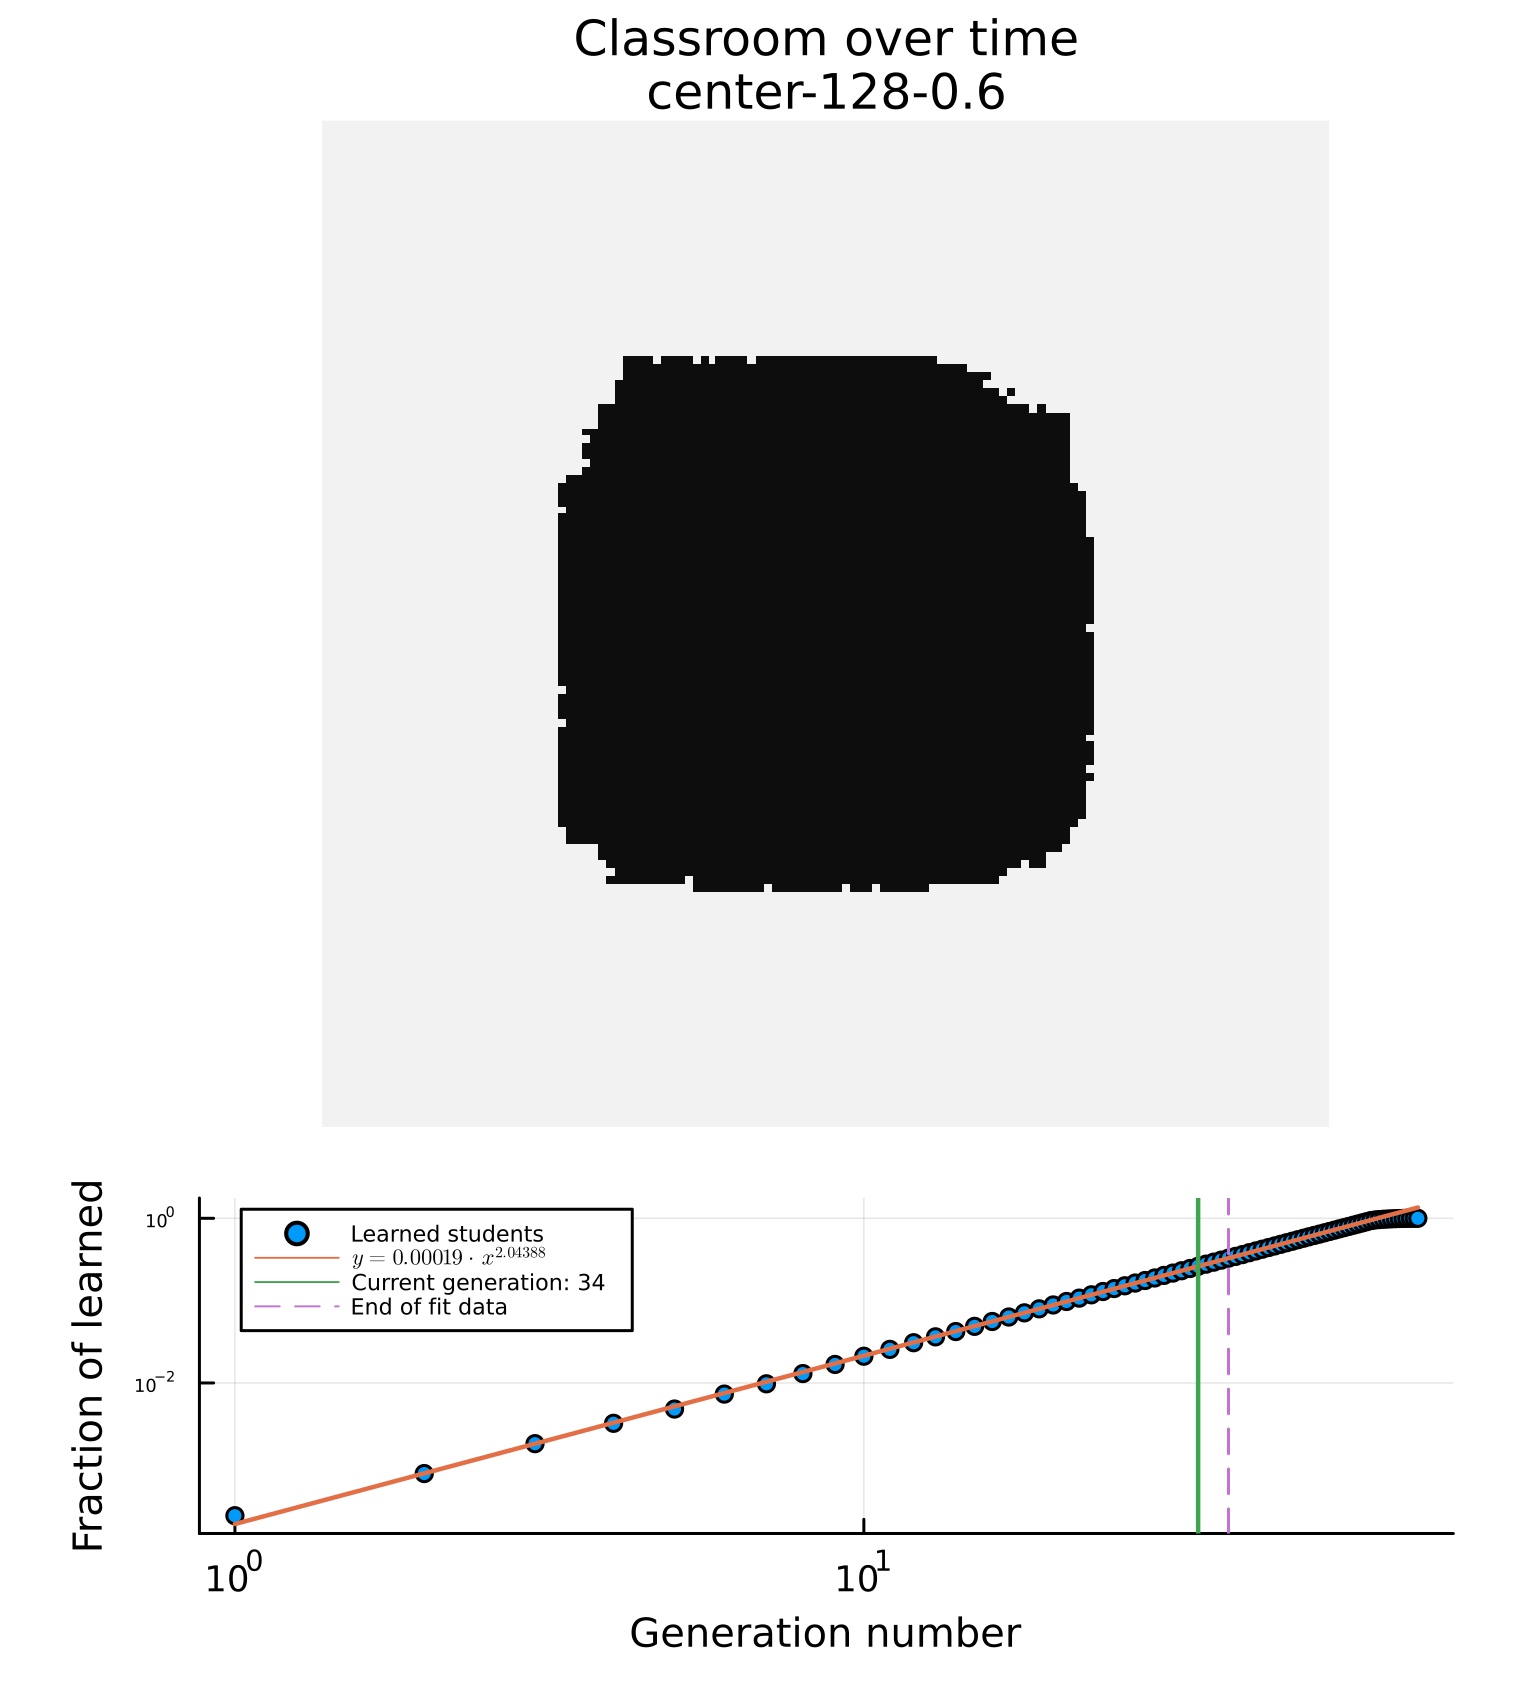 Classroom over time
center-128-0.6
Fraction of learned
10⁰
10⁻²
Learned students
y = 0.00019 · x^2.04388
Current generation: 34
End of fit data
10⁰
10¹
Generation number